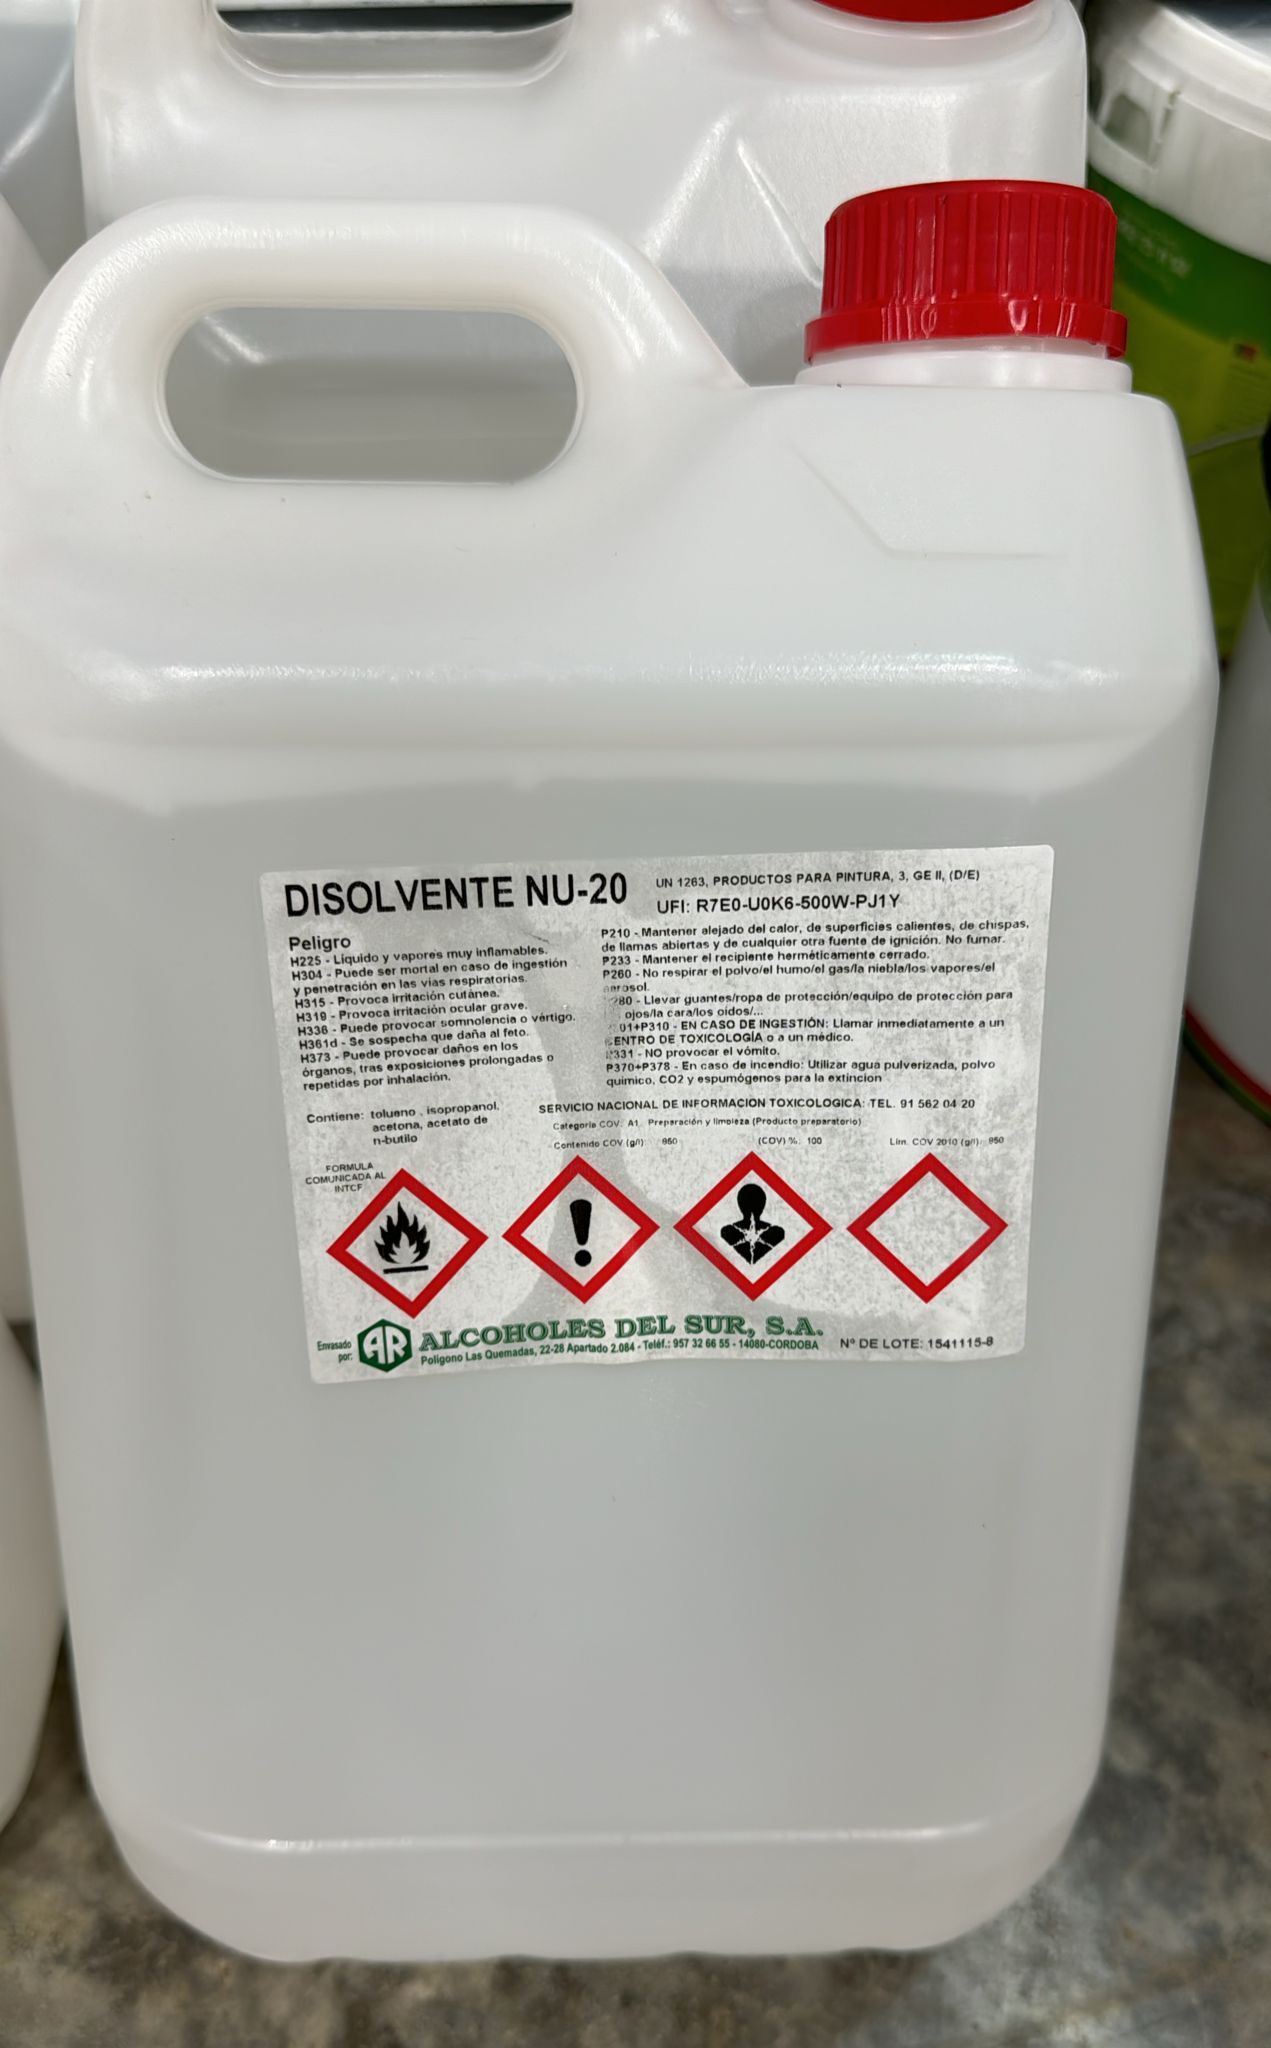 DISOLVENTE NU-20
UN 1263, PRODUCTOS PARA PINTURA, 3, GE II, (D/E)
UFI: R7E0-U0K6-500W-PJ1Y
Peligro
H225 - Líquido y vapores muy inflamables.
H304 - Puede ser mortal en caso de ingestión
y penetración en las vías respiratorias.
H315 - Provoca irritación cutánea.
H319 - Provoca irritación ocular grave.
H336 - Puede provocar somnolencia o vértigo.
H361d - Se sospecha que daña al feto.
H373 - Puede provocar daños en los
órganos, tras exposiciones prolongadas o
repetidas por inhalación.
P210 - Mantener alejado del calor, de superficies calientes, de chispas,
de llamas abiertas y de cualquier otra fuente de ignición. No fumar.
P233 - Mantener el recipiente herméticamente cerrado.
P260 - No respirar el polvo/el humo/el gas/la niebla/los vapores/el
aerosol.
280 - Llevar guantes/ropa de protección/equipo de protección para
ojos/la cara/los oídos/...
01+P310 - EN CASO DE INGESTIÓN: Llamar inmediatamente a un
CENTRO DE TOXICOLOGÍA o a un médico.
P331 - NO provocar el vómito.
P370+P378 - En caso de incendio: Utilizar agua pulverizada, polvo
químico, CO2 y espumógenos para la extincion
Contiene: tolueno , isopropanol,
acetona, acetato de
n-butilo
SERVICIO NACIONAL DE INFORMACION TOXICOLOGICA: TEL. 91 562 04 20
Categoria COV: A1. Preparación y limpieza (Producto preparatorio)
Contenido COV (g/l): 860 (COV) %: 100 Lím. COV 2010 (g/l): 850
FORMULA
COMUNICADA AL
INTCF
Envasado
por:
AR
ALCOHOLES DEL SUR, S.A.
Polígono Las Quemadas, 22-28 Apartado 2.084 - Teléf.: 957 32 66 55 - 14080-CORDOBA
Nº DE LOTE: 1541115-8